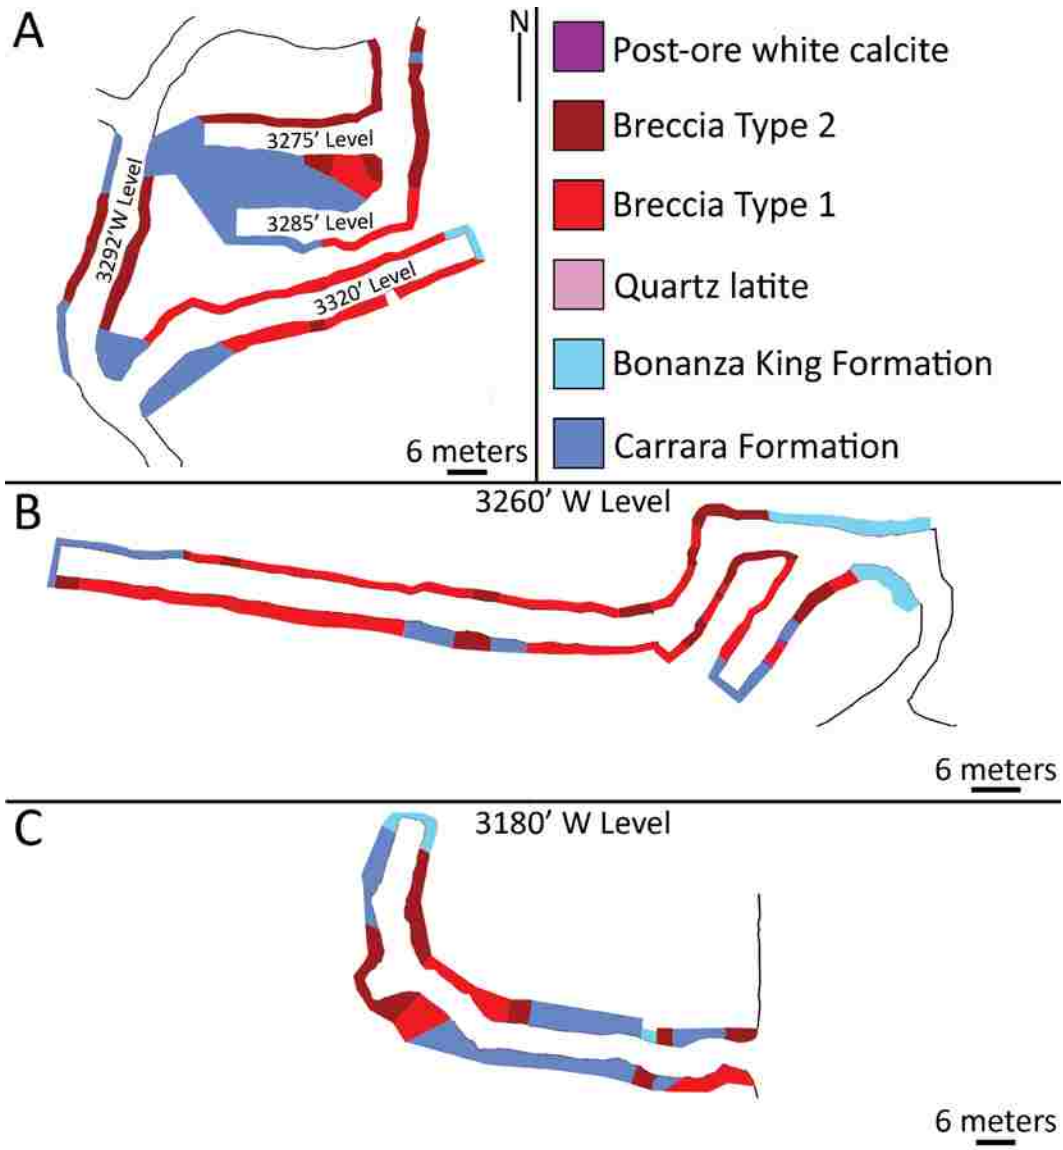 A
N
3275' Level
3285' Level
3292'W Level
3320' Level
6 meters
Post-ore white calcite
Breccia Type 2
Breccia Type 1
Quartz latite
Bonanza King Formation
Carrara Formation
B
3260' W Level
6 meters
C
3180' W Level
6 meters